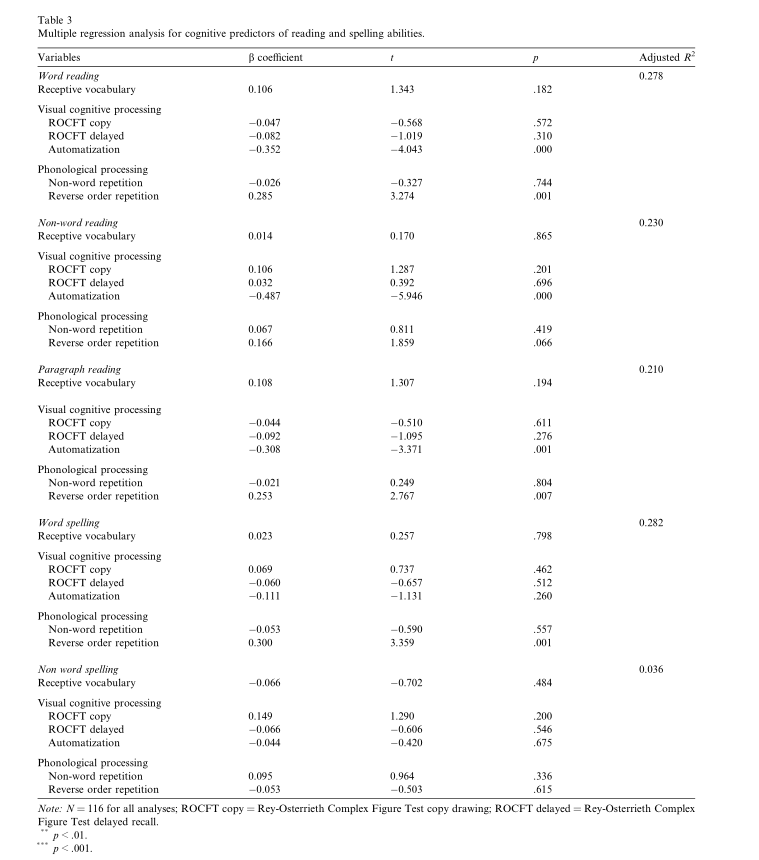 Table 3
Multiple regression analysis for cognitive predictors of reading and spelling abilities.
Variables β coefficient t p Adjusted R²
Word reading 0.278
Receptive vocabulary 0.106 1.343 .182
Visual cognitive processing
ROCFT copy −0.047 −0.568 .572
ROCFT delayed −0.082 −1.019 .310
Automatization −0.352 −4.043 .000
Phonological processing
Non-word repetition −0.026 −0.327 .744
Reverse order repetition 0.285 3.274 .001
Non-word reading 0.230
Receptive vocabulary 0.014 0.170 .865
Visual cognitive processing
ROCFT copy 0.106 1.287 .201
ROCFT delayed 0.032 0.392 .696
Automatization −0.487 −5.946 .000
Phonological processing
Non-word repetition 0.067 0.811 .419
Reverse order repetition 0.166 1.859 .066
Paragraph reading 0.210
Receptive vocabulary 0.108 1.307 .194
Visual cognitive processing
ROCFT copy −0.044 −0.510 .611
ROCFT delayed −0.092 −1.095 .276
Automatization −0.308 −3.371 .001
Phonological processing
Non-word repetition −0.021 0.249 .804
Reverse order repetition 0.253 2.767 .007
Word spelling 0.282
Receptive vocabulary 0.023 0.257 .798
Visual cognitive processing
ROCFT copy 0.069 0.737 .462
ROCFT delayed −0.060 −0.657 .512
Automatization −0.111 −1.131 .260
Phonological processing
Non-word repetition −0.053 −0.590 .557
Reverse order repetition 0.300 3.359 .001
Non word spelling 0.036
Receptive vocabulary −0.066 −0.702 .484
Visual cognitive processing
ROCFT copy 0.149 1.290 .200
ROCFT delayed −0.066 −0.606 .546
Automatization −0.044 −0.420 .675
Phonological processing
Non-word repetition 0.095 0.964 .336
Reverse order repetition −0.053 −0.503 .615
Note: N = 116 for all analyses; ROCFT copy = Rey-Osterrieth Complex Figure Test copy drawing; ROCFT delayed = Rey-Osterrieth Complex
Figure Test delayed recall.
** p < .01.
*** p < .001.